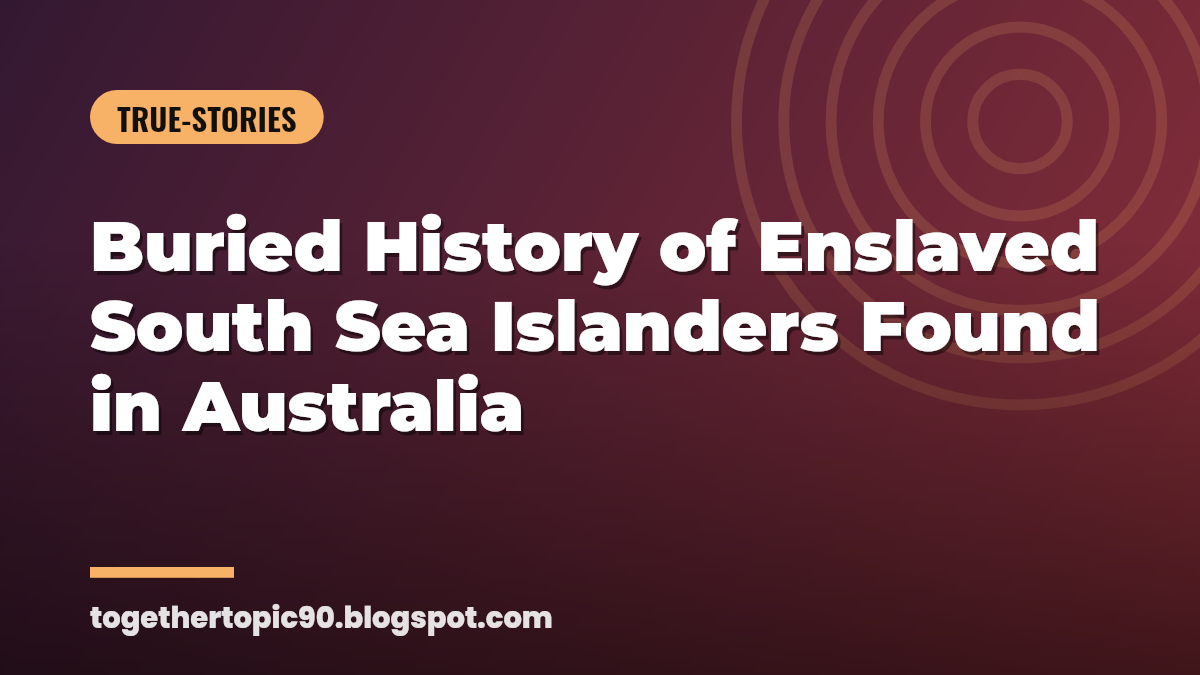 TRUE-STORIES
Buried History of Enslaved
South Sea Islanders Found
in Australia
togethertopic90.blogspot.com